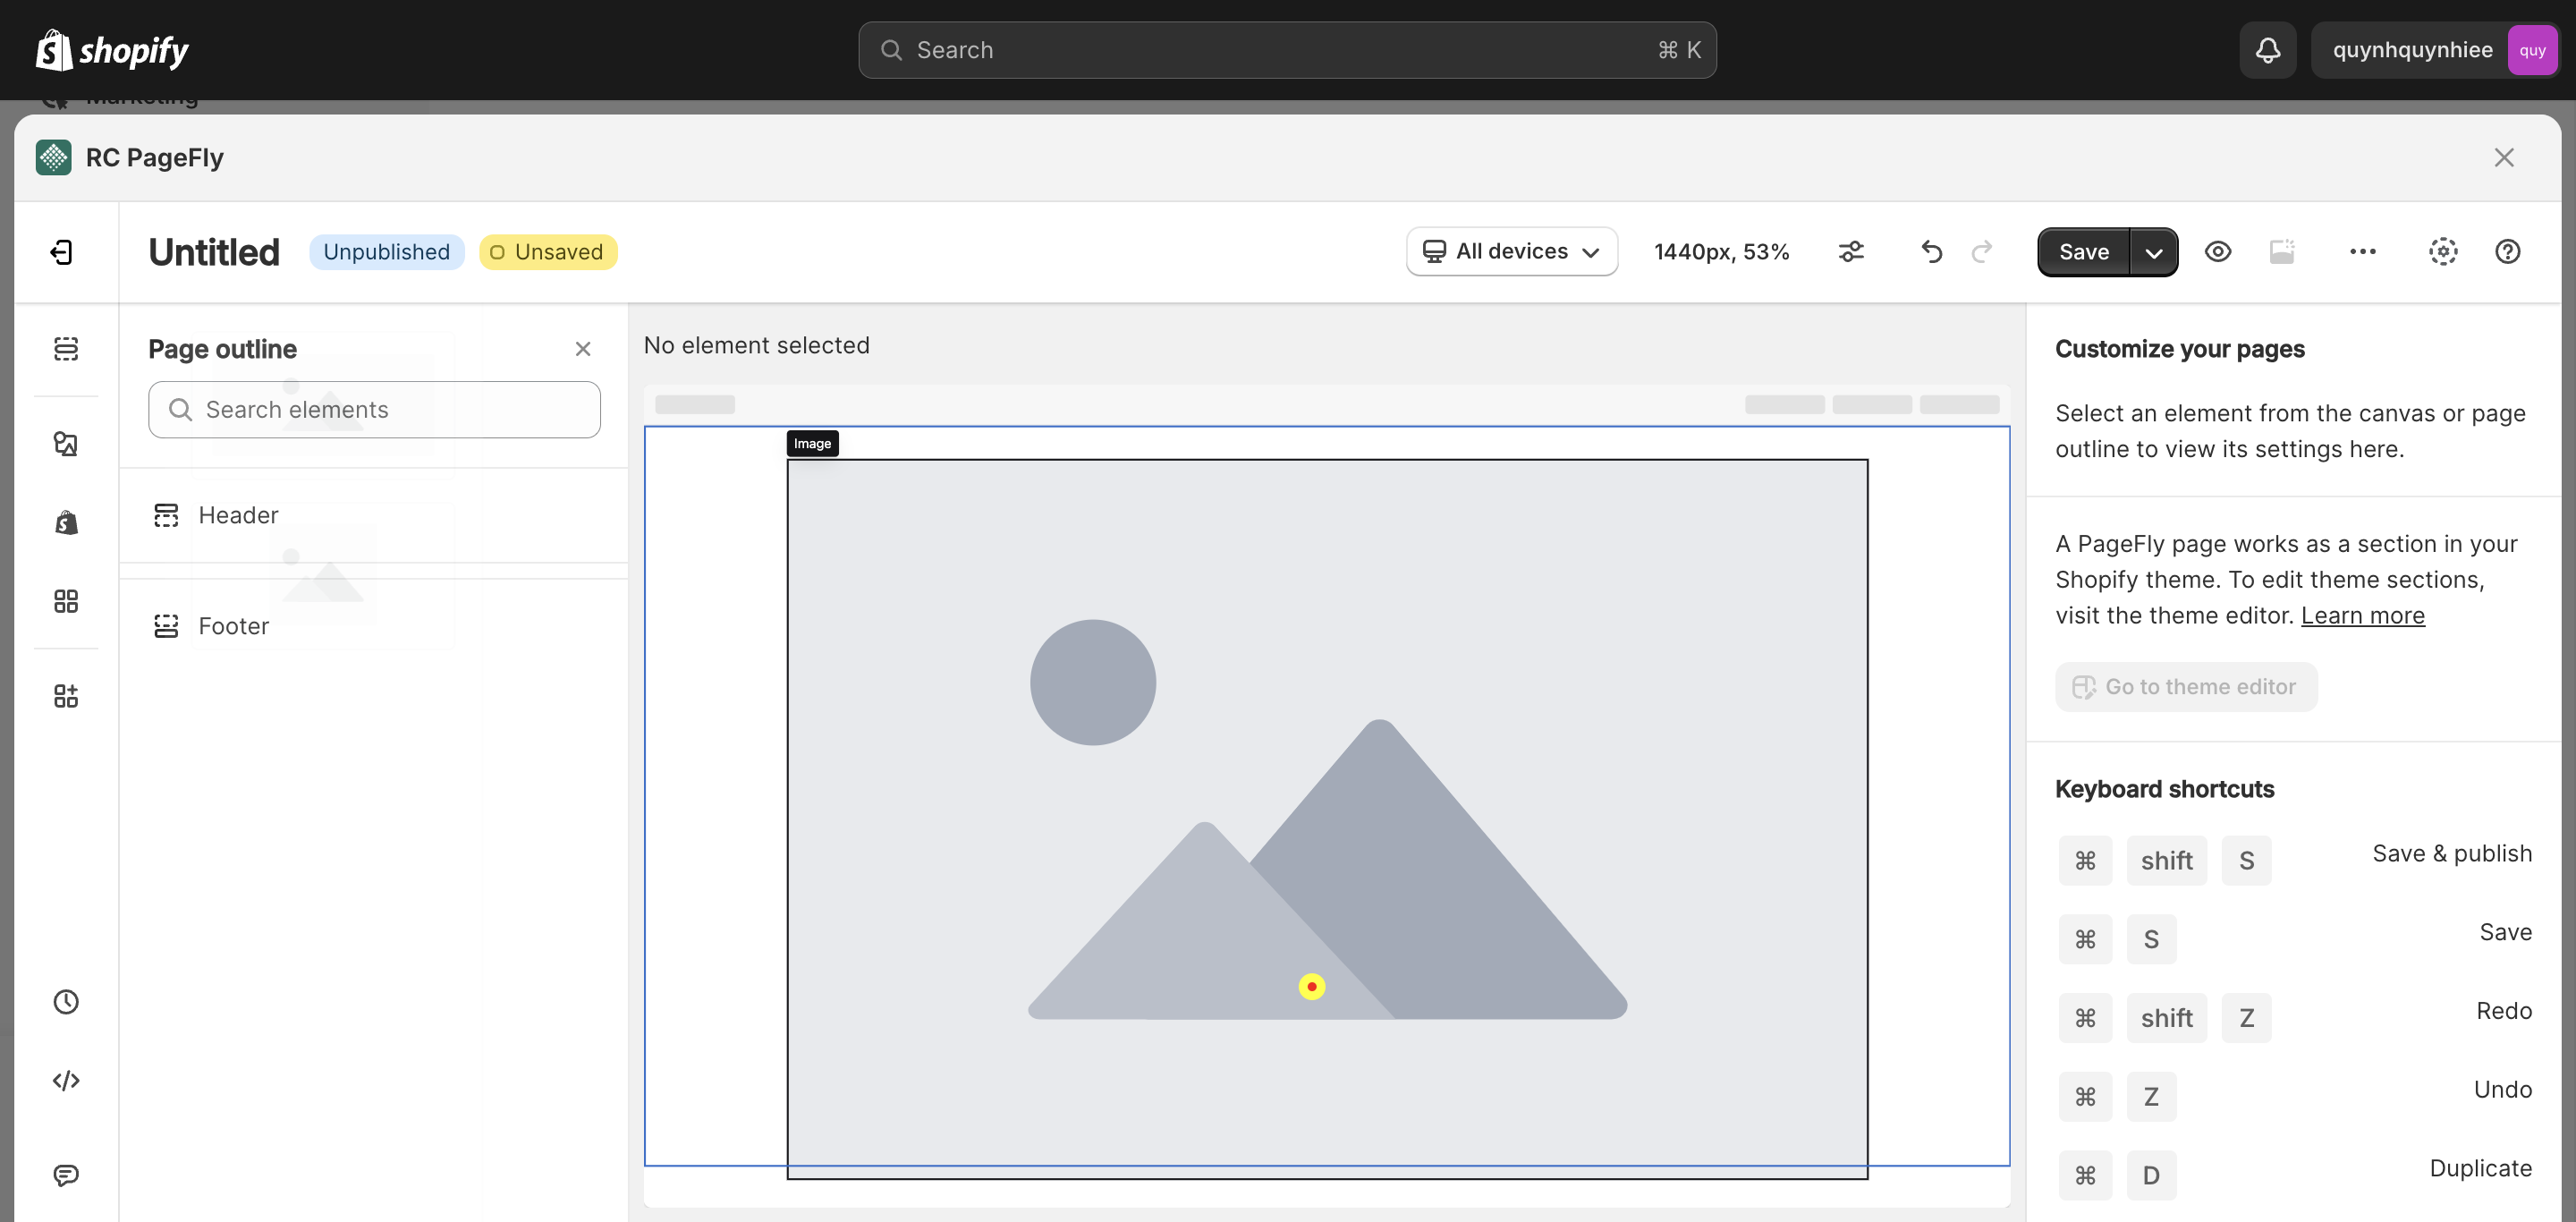 shopify
Search
⌘ K
quynhquynhiee
quy
Marketing
RC PageFly
Untitled
Unpublished
Unsaved
All devices
1440px, 53%
Save
Page outline
Search elements
Header
Footer
No element selected
Image
Customize your pages
Select an element from the canvas or page
outline to view its settings here.
A PageFly page works as a section in your
Shopify theme. To edit theme sections,
visit the theme editor. Learn more
Go to theme editor
Keyboard shortcuts
⌘ shift S Save & publish
⌘ S Save
⌘ shift Z Redo
⌘ Z Undo
⌘ D Duplicate